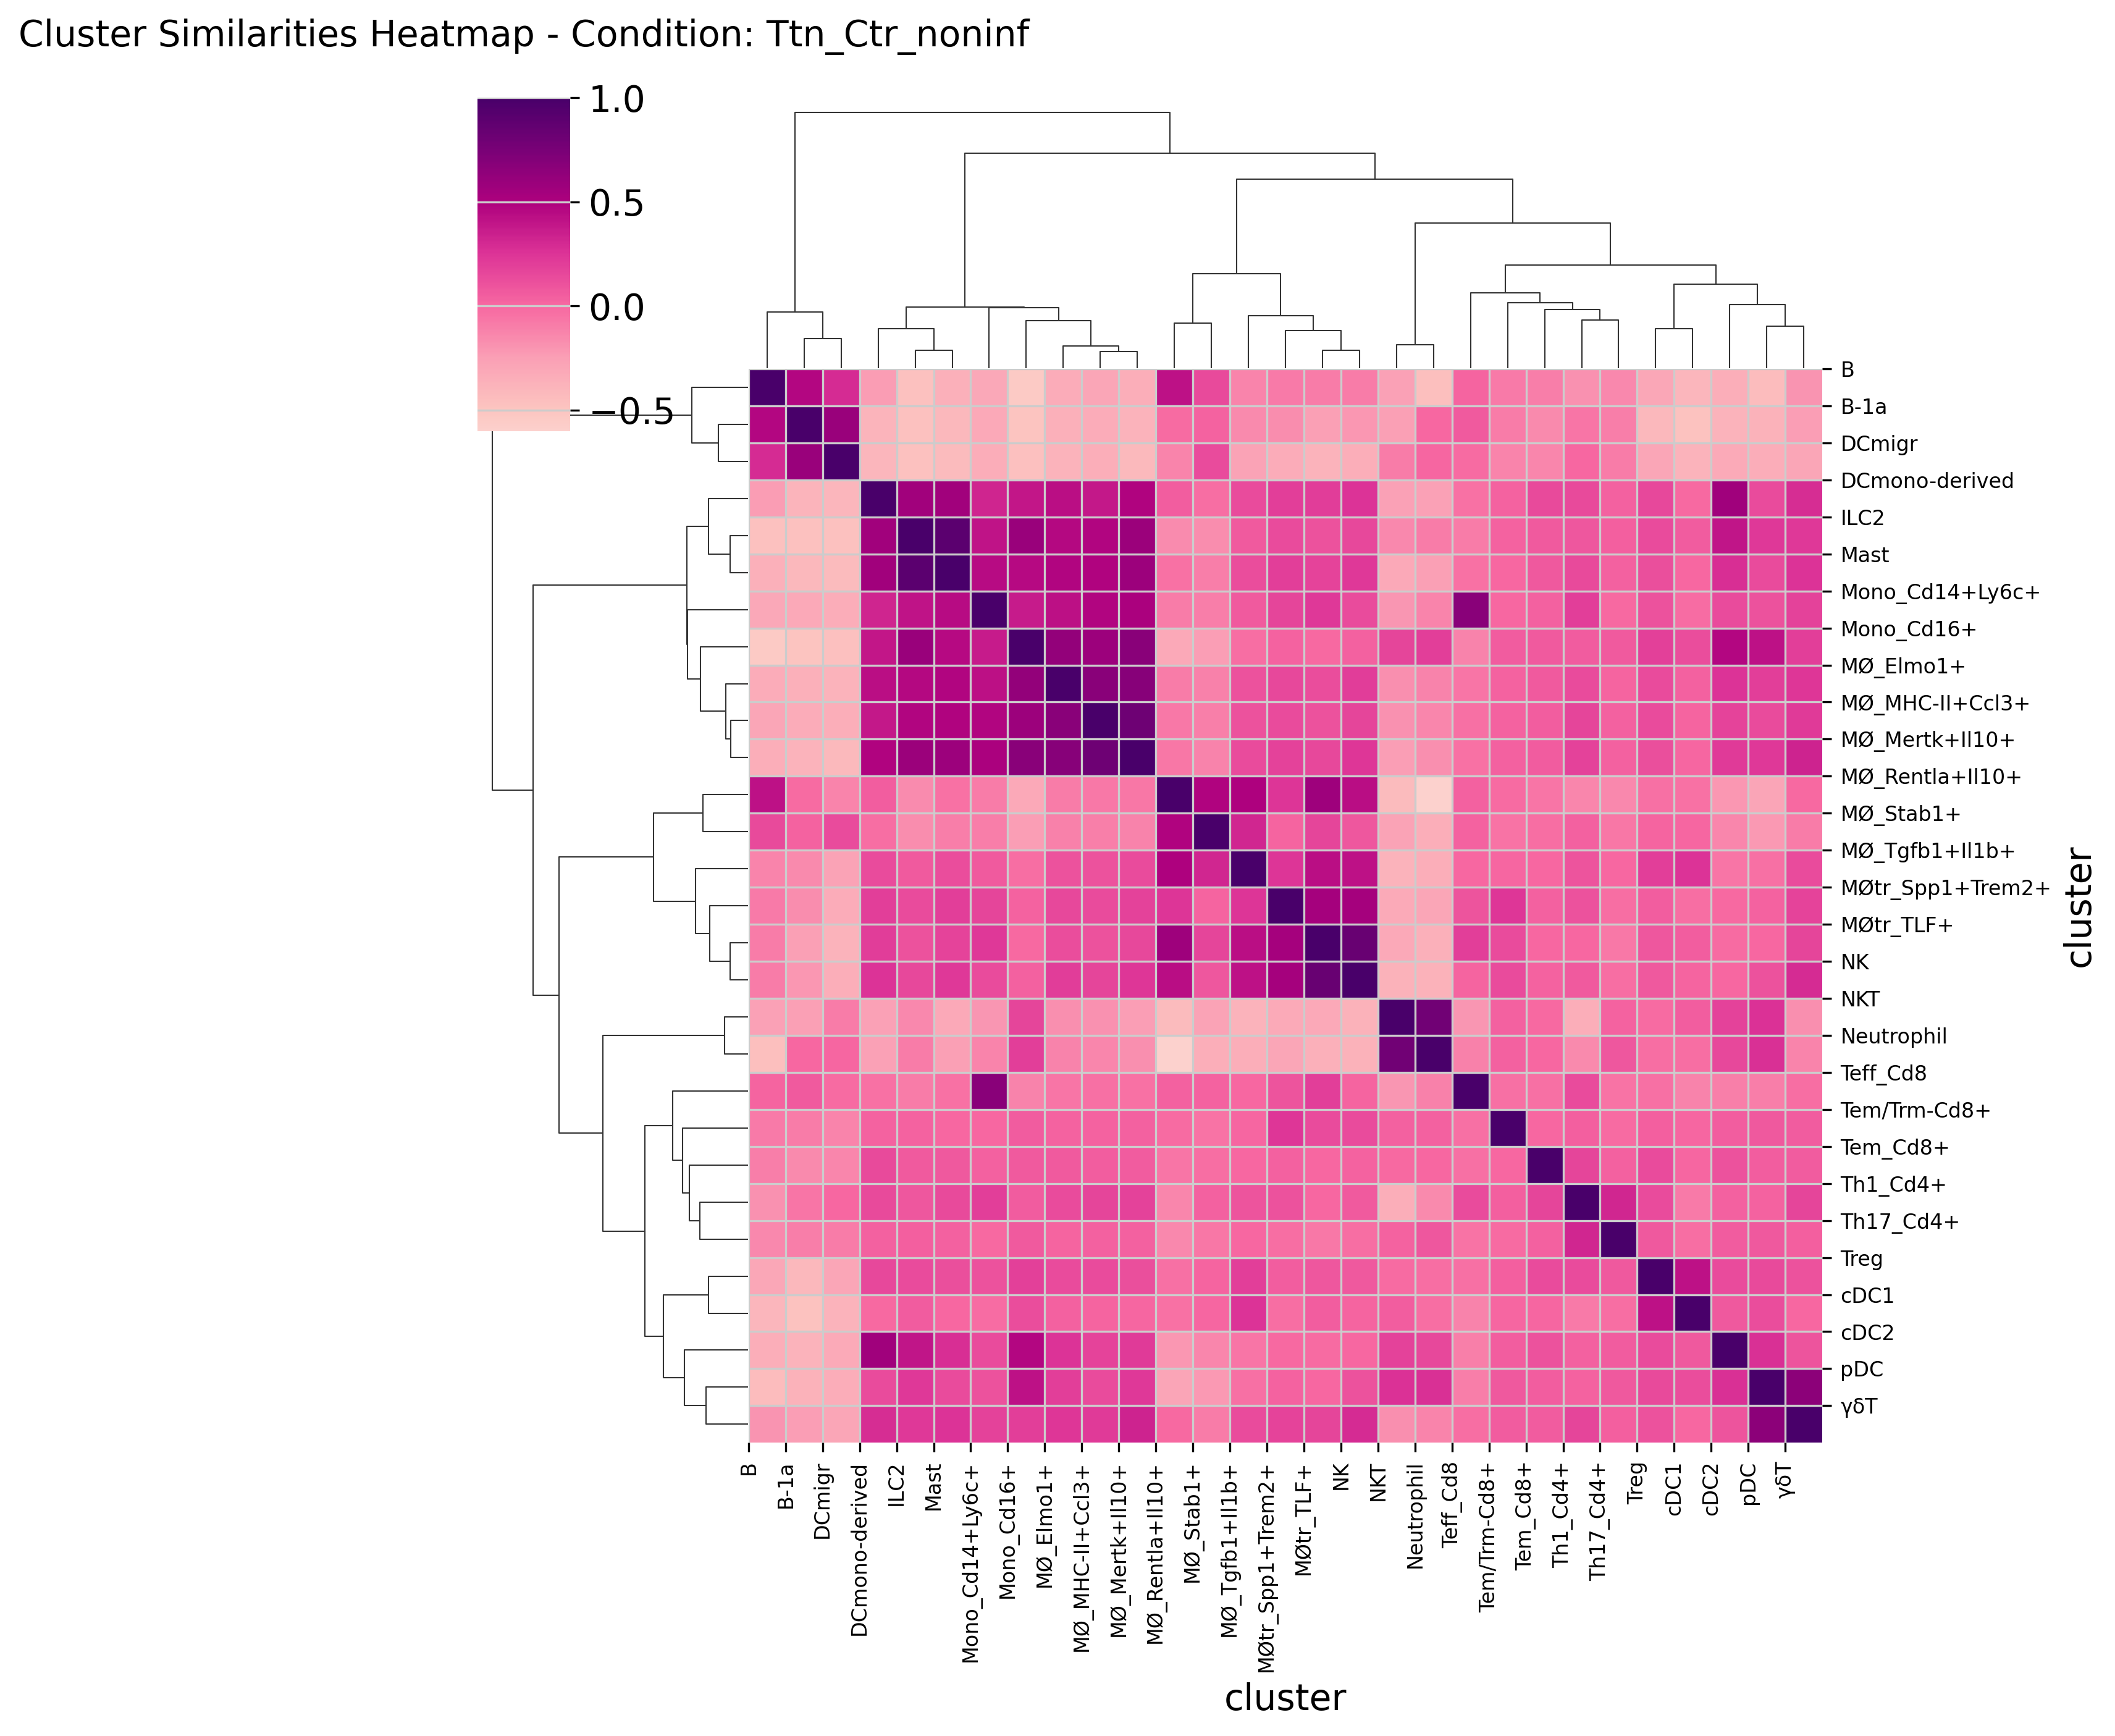 Cluster Similarities Heatmap - Condition: Ttn_Ctr_noninf
1.0
0.5
0.0
−0.5
B
B-1a
DCmigr
DCmono-derived
ILC2
Mast
Mono_Cd14+Ly6c+
Mono_Cd16+
MØ_Elmo1+
MØ_MHC-II+Ccl3+
MØ_Mertk+Il10+
MØ_Rentla+Il10+
MØ_Stab1+
MØ_Tgfb1+Il1b+
MØtr_Spp1+Trem2+
MØtr_TLF+
NK
NKT
Neutrophil
Teff_Cd8
Tem/Trm-Cd8+
Tem_Cd8+
Th1_Cd4+
Th17_Cd4+
Treg
cDC1
cDC2
pDC
γδT
cluster
B
B-1a
DCmigr
DCmono-derived
ILC2
Mast
Mono_Cd14+Ly6c+
Mono_Cd16+
MØ_Elmo1+
MØ_MHC-II+Ccl3+
MØ_Mertk+Il10+
MØ_Rentla+Il10+
MØ_Stab1+
MØ_Tgfb1+Il1b+
MØtr_Spp1+Trem2+
MØtr_TLF+
NK
NKT
Neutrophil
Teff_Cd8
Tem/Trm-Cd8+
Tem_Cd8+
Th1_Cd4+
Th17_Cd4+
Treg
cDC1
cDC2
pDC
γδT
cluster